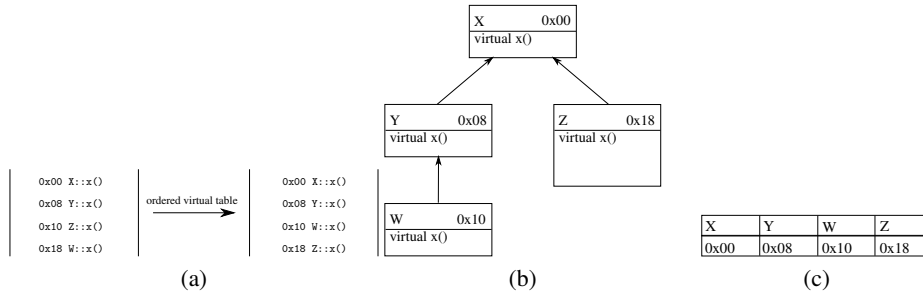 X 0x00
virtual x()
Y 0x08
virtual x()
Z 0x18
virtual x()
W 0x10
virtual x()
0x00 X::x()
0x08 Y::x()
0x10 Z::x()
0x18 W::x()
ordered virtual table
0x00 X::x()
0x08 Y::x()
0x10 W::x()
0x18 Z::x()
X Y W Z
0x00 0x08 0x10 0x18
(a) (b) (c)